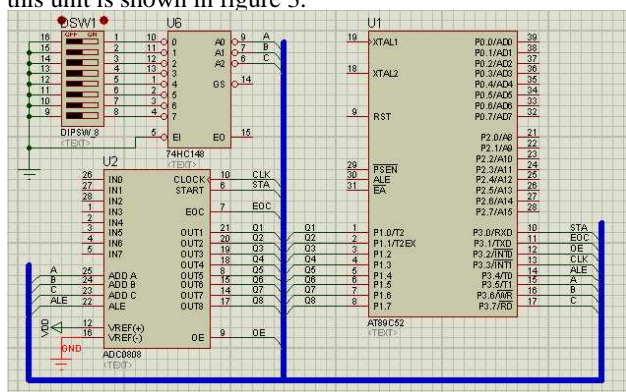 this unit is shown in figure 3.
DSW1
U6
U1
OFF ON
16 1
15 2
14 3
13 4
12 5
11 6
10 7
9 8
DIPSW_8
<TEXT>
10 0 A0 9 A
11 1 A1 7 B
12 2 A2 6 C
13 3
1 4 GS 14
2 5
3 6
4 7
5 EI EO 15
74HC148
<TEXT>
U2
26 IN0 CLOCK 10 CLK
27 IN1 START 6 STA
28 IN2
1 IN3 EOC 7 EOC
2 IN4
3 IN5 OUT1 21 Q1
4 IN6 OUT2 20 Q2
5 IN7 OUT3 19 Q3
OUT4 18 Q4
A 25 ADD A OUT5 8 Q5
B 24 ADD B OUT6 15 Q6
C 23 ADD C OUT7 14 Q7
ALE 22 ALE OUT8 17 Q8
VDD 12 VREF(+)
GND 16 VREF(-) OE 9 OE
ADC0808
<TEXT>
19 XTAL1 P0.0/AD0 39
P0.1/AD1 38
P0.2/AD2 37
18 XTAL2 P0.3/AD3 36
P0.4/AD4 35
P0.5/AD5 34
P0.6/AD6 33
9 RST P0.7/AD7 32
P2.0/A8 21
P2.1/A9 22
P2.2/A10 23
29 PSEN P2.3/A11 24
30 ALE P2.4/A12 25
31 EA P2.5/A13 26
P2.6/A14 27
P2.7/A15 28
Q1 1 P1.0/T2 P3.0/RXD 10 STA
Q2 2 P1.1/T2EX P3.1/TXD 11 EOC
Q3 3 P1.2 P3.2/INT0 12 OE
Q4 4 P1.3 P3.3/INT1 13 CLK
Q5 5 P1.4 P3.4/T0 14 ALE
Q6 6 P1.5 P3.5/T1 15 A
Q7 7 P1.6 P3.6/WR 16 B
Q8 8 P1.7 P3.7/RD 17 C
AT89C52
<TEXT>